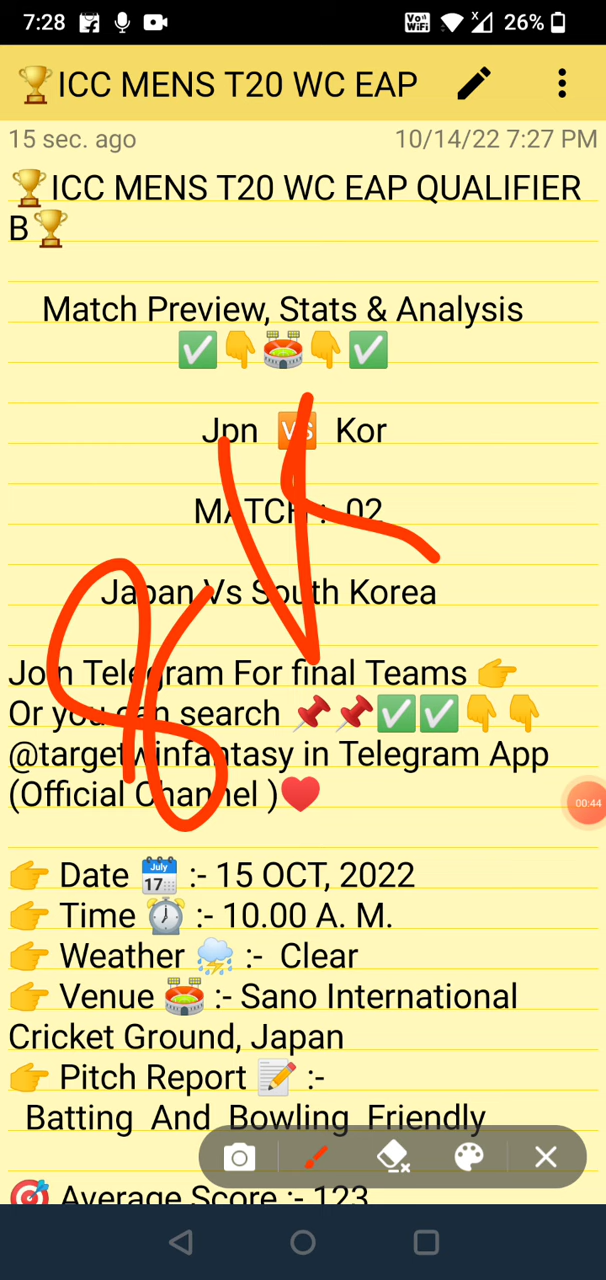 7:28 Vo WiFi X 26%
🏆ICC MENS T20 WC EAP
15 sec. ago 10/14/22 7:27 PM
🏆ICC MENS T20 WC EAP QUALIFIER
B🏆
Match Preview, Stats & Analysis
✅👇🏟👇✅
Jpn 🆚 Kor
MATCH : 02
Japan Vs South Korea
Join Telegram For final Teams 👉
Or you can search 📌📌✅✅👇👇
@targetwinfantasy in Telegram App
(Official Channel )♥
00:44
👉 Date 📅 :- 15 OCT, 2022
👉 Time ⏰ :- 10.00 A. M.
👉 Weather ⛈ :- Clear
👉 Venue 🏟 :- Sano International
Cricket Ground, Japan
👉 Pitch Report 📝 :-
Batting And Bowling Friendly
🎯 Average Score :- 123